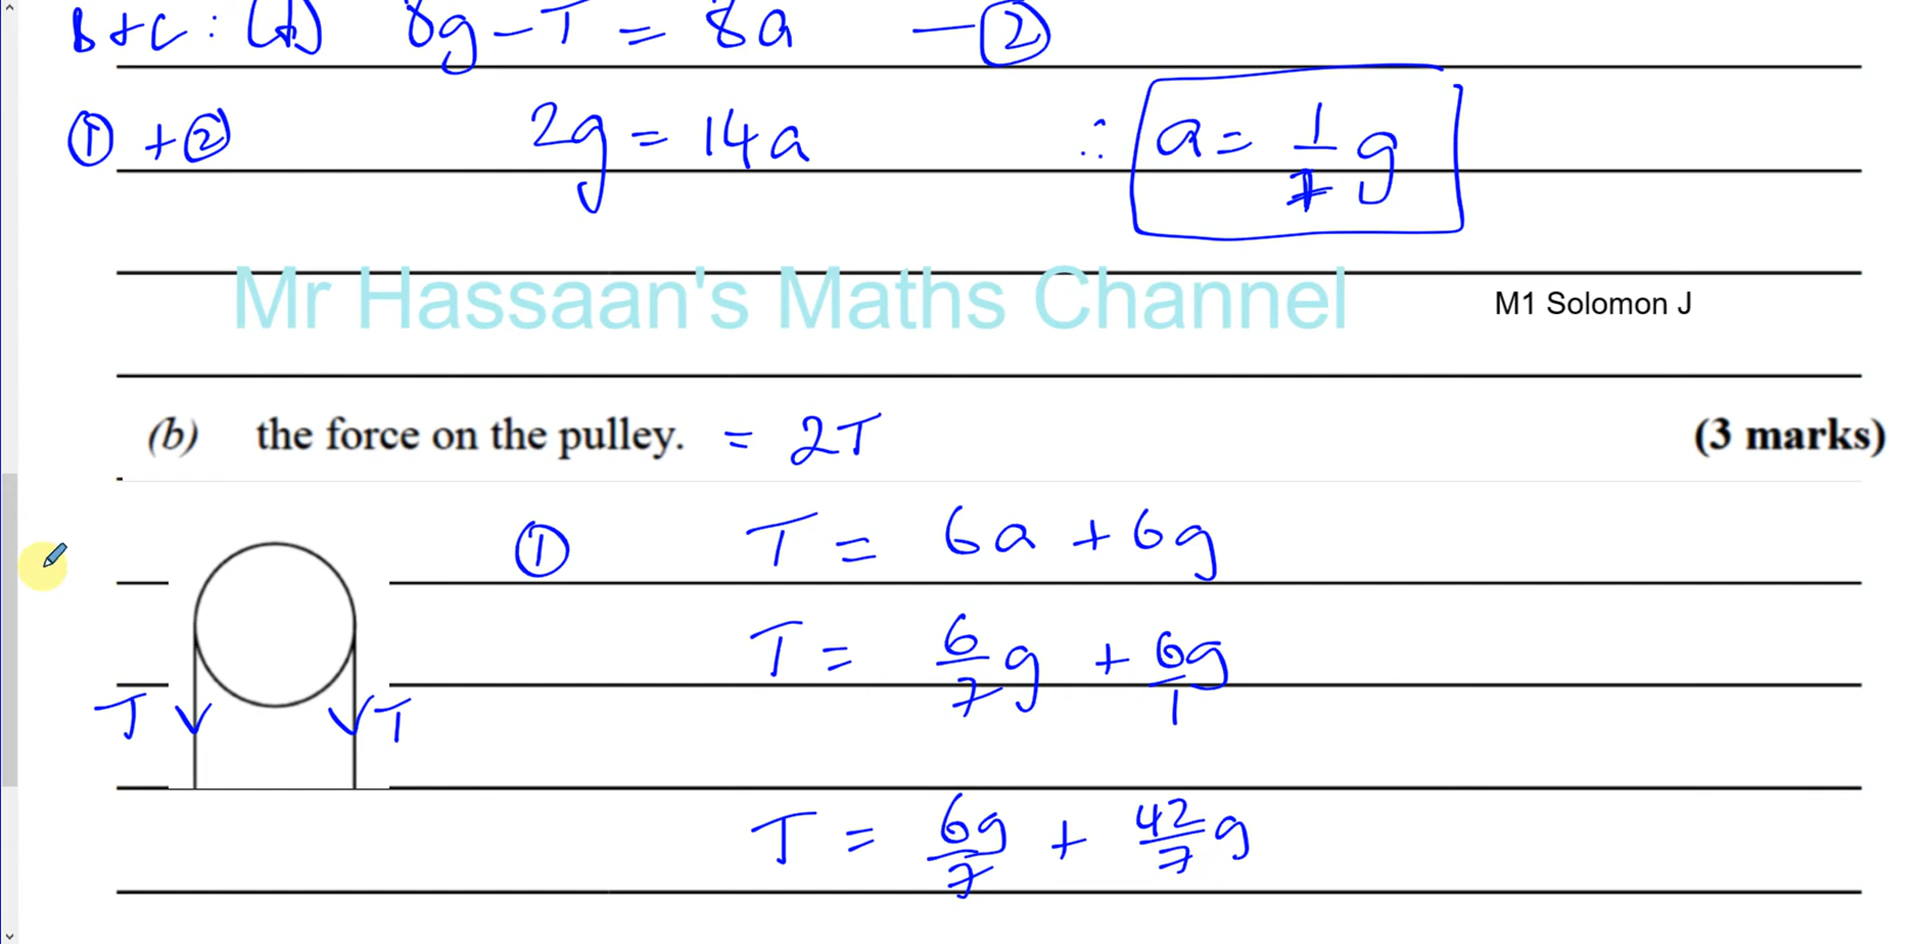 B+C: (↓) 8g - T = 8a —②
① + ② 2g = 14a ∴ a = 1/7 g
Mr Hassaan's Maths Channel
M1 Solomon J
(b) the force on the pulley. = 2T (3 marks)
① T = 6a + 6g
T = 6/7 g + 6g/1
T T
T = 6g/7 + 42/7 g